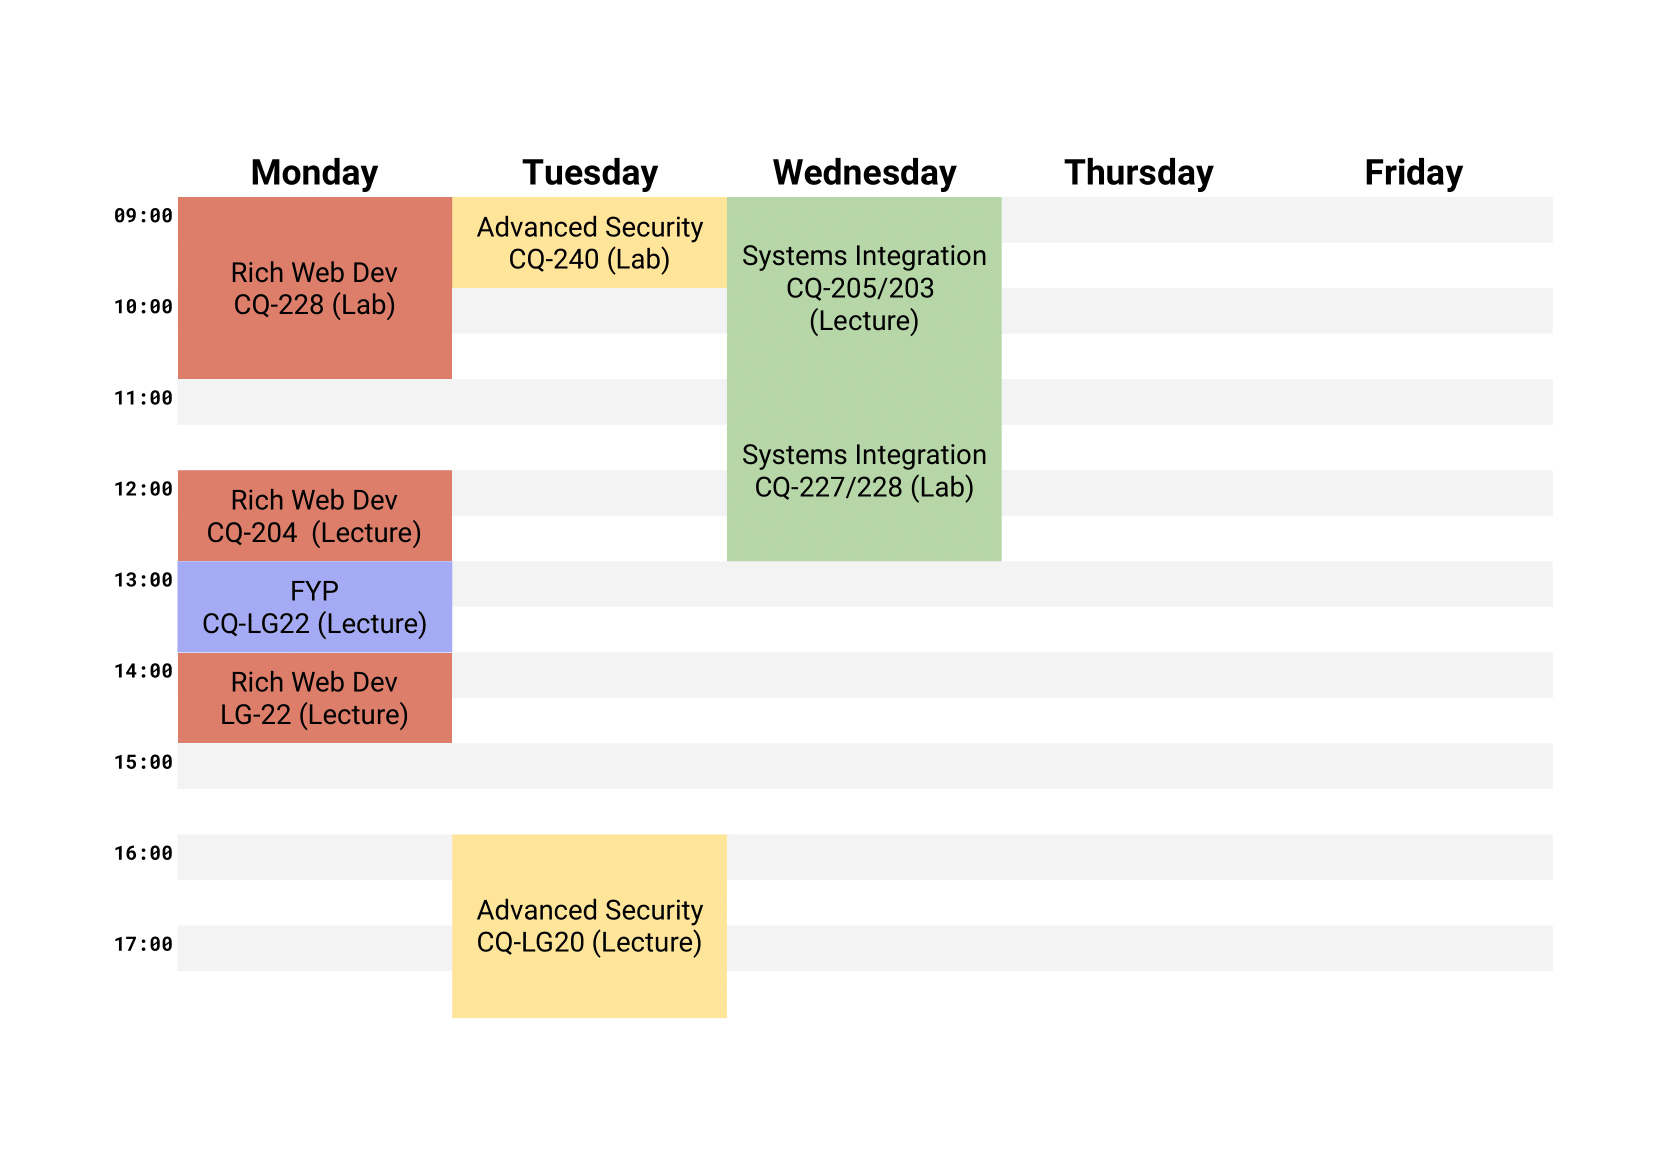 Monday Tuesday Wednesday Thursday Friday
09:00
Rich Web Dev
CQ-228 (Lab)
Advanced Security
CQ-240 (Lab)
Systems Integration
CQ-205/203
(Lecture)
10:00
11:00
Systems Integration
CQ-227/228 (Lab)
12:00
Rich Web Dev
CQ-204  (Lecture)
13:00
FYP
CQ-LG22 (Lecture)
14:00
Rich Web Dev
LG-22 (Lecture)
15:00
16:00
Advanced Security
CQ-LG20 (Lecture)
17:00